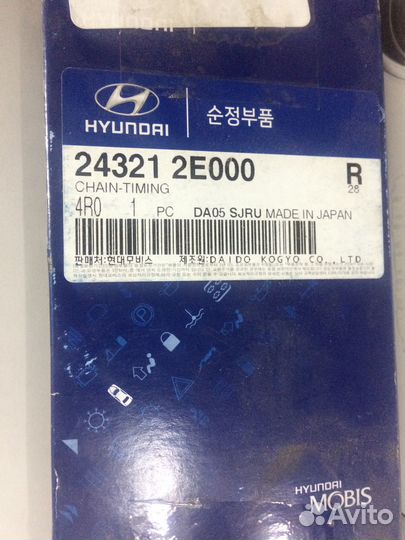 HYUNDAI
순정부품
24321 2E000 R
CHAIN-TIMING 28
4R0 1 PC DA05 SJRU MADE IN JAPAN
판매처:현대모비스 제조원:DAIDO KOGYO CO.,LTD
HYUNDAI
MOBIS
Avito